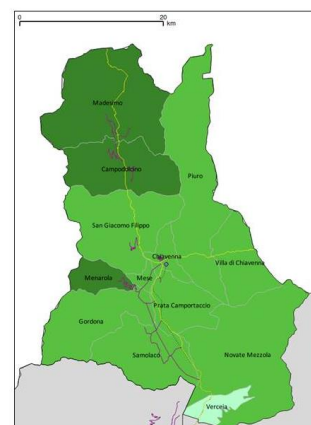 0 20
km
Madesimo
Campodolcino
Piuro
San Giacomo Filippo
Chiavenna
Villa di Chiavenna
Menarola
Mese
Prata Camportaccio
Gordona
Samolaco
Novate Mezzola
Verceia